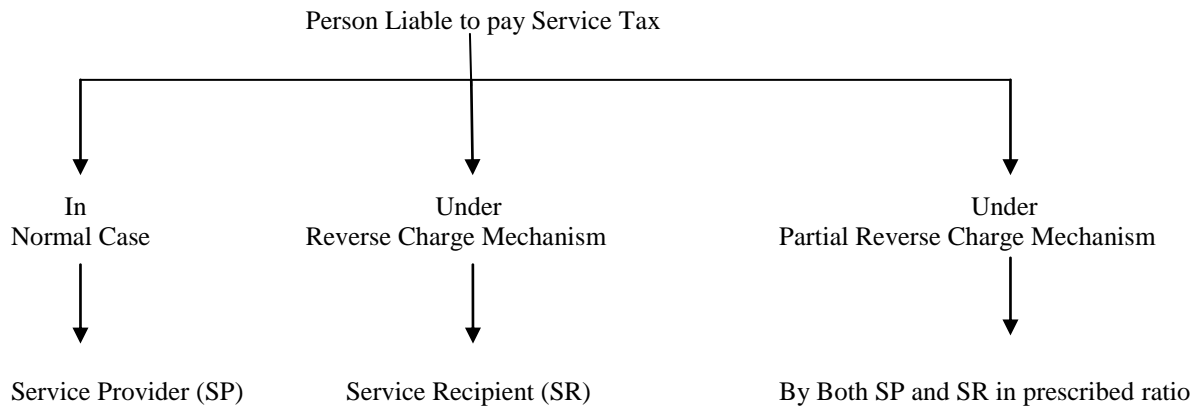 Person Liable to pay Service Tax
In
Normal Case
Under
Reverse Charge Mechanism
Under
Partial Reverse Charge Mechanism
Service Provider (SP)
Service Recipient (SR)
By Both SP and SR in prescribed ratio